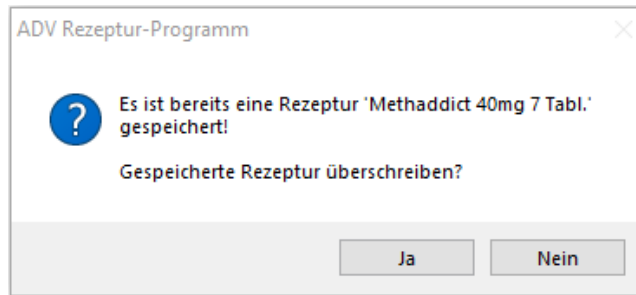 ADV Rezeptur-Programm
Es ist bereits eine Rezeptur 'Methaddict 40mg 7 Tabl.'
gespeichert!
Gespeicherte Rezeptur überschreiben?
Ja
Nein